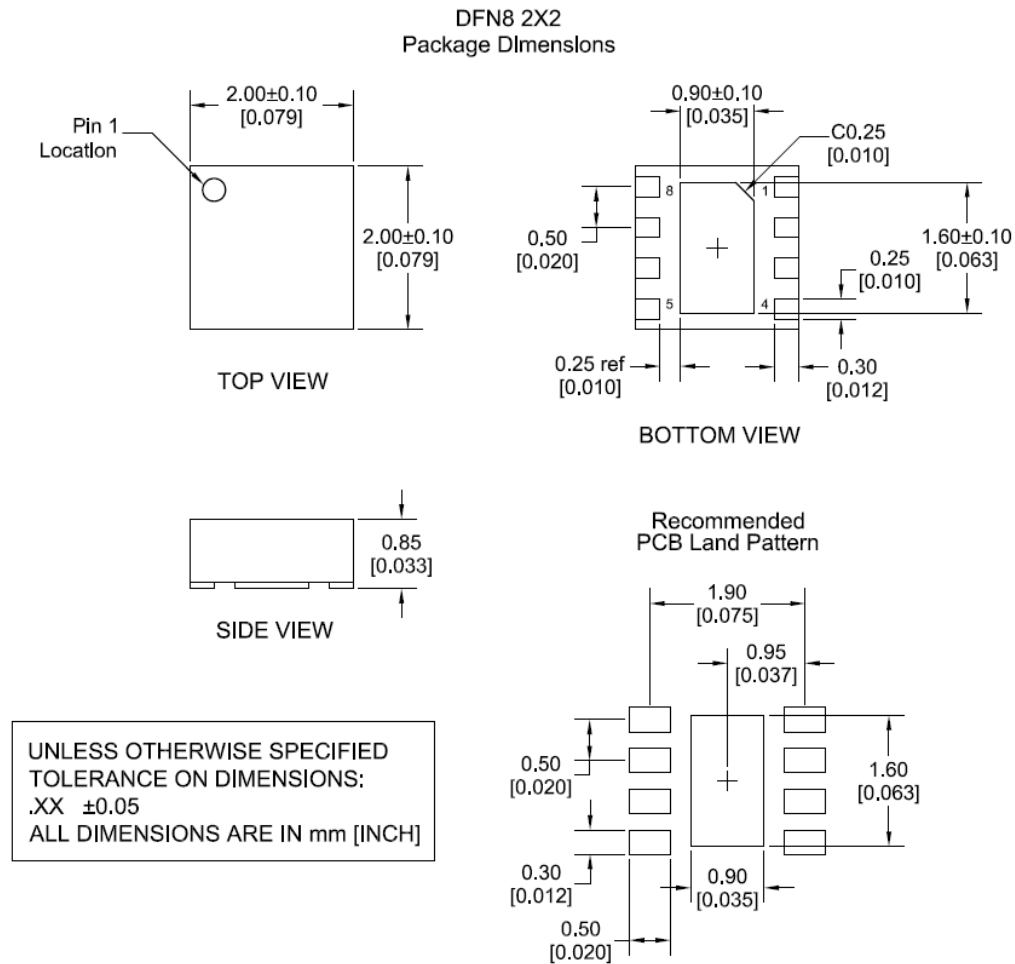 DFN8 2X2
Package Dimensions
2.00±0.10
[0.079]
Pin 1
Location
2.00±0.10
[0.079]
TOP VIEW
0.90±0.10
[0.035]
C0.25
[0.010]
8
1
0.50
[0.020]
1.60±0.10
[0.063]
0.25
[0.010]
5
4
0.25 ref
[0.010]
0.30
[0.012]
BOTTOM VIEW
0.85
[0.033]
SIDE VIEW
Recommended
PCB Land Pattern
1.90
[0.075]
0.95
[0.037]
0.50
[0.020]
1.60
[0.063]
0.30
[0.012]
0.90
[0.035]
0.50
[0.020]
UNLESS OTHERWISE SPECIFIED
TOLERANCE ON DIMENSIONS:
.XX ±0.05
ALL DIMENSIONS ARE IN mm [INCH]